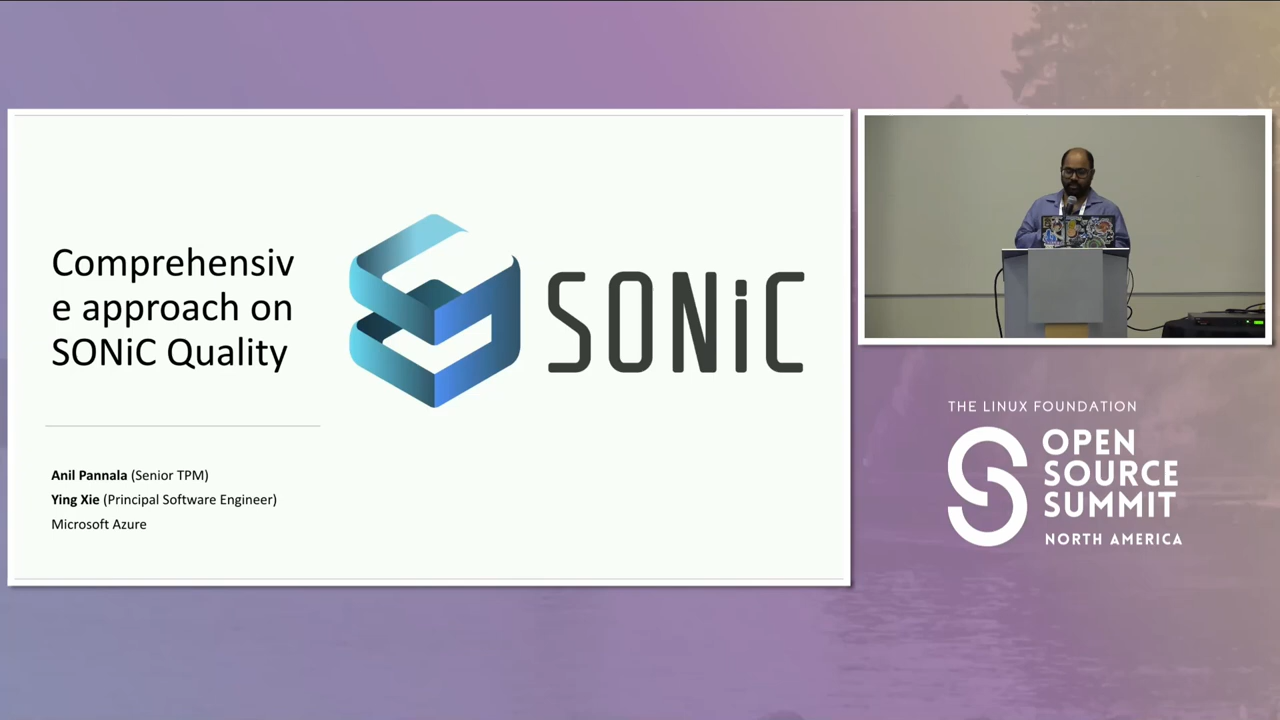 Comprehensiv
e approach on
SONiC Quality
SONiC
Anil Pannala (Senior TPM)
Ying Xie (Principal Software Engineer)
Microsoft Azure
THE LINUX FOUNDATION
OPEN
SOURCE
SUMMIT
NORTH AMERICA